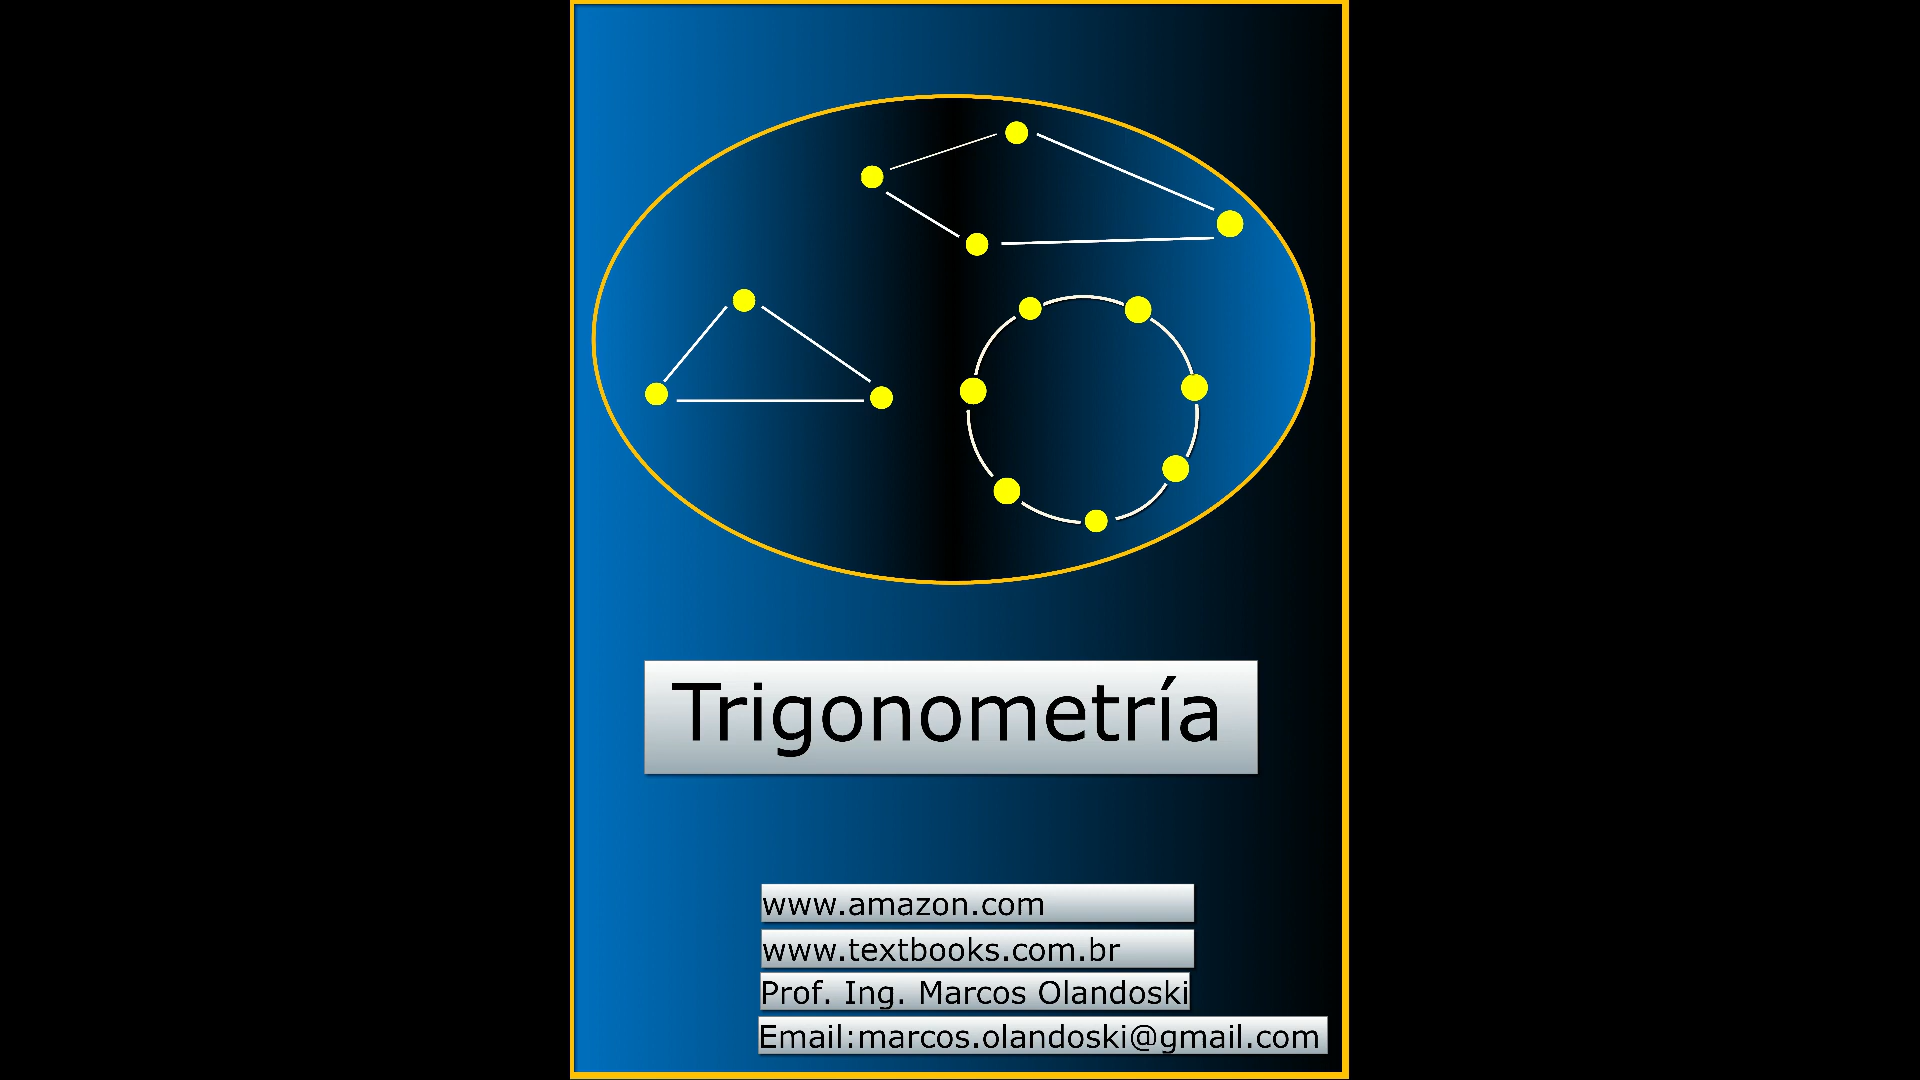 Trigonometría
www.amazon.com
www.textbooks.com.br
Prof. Ing. Marcos Olandoski
Email:marcos.olandoski@gmail.com